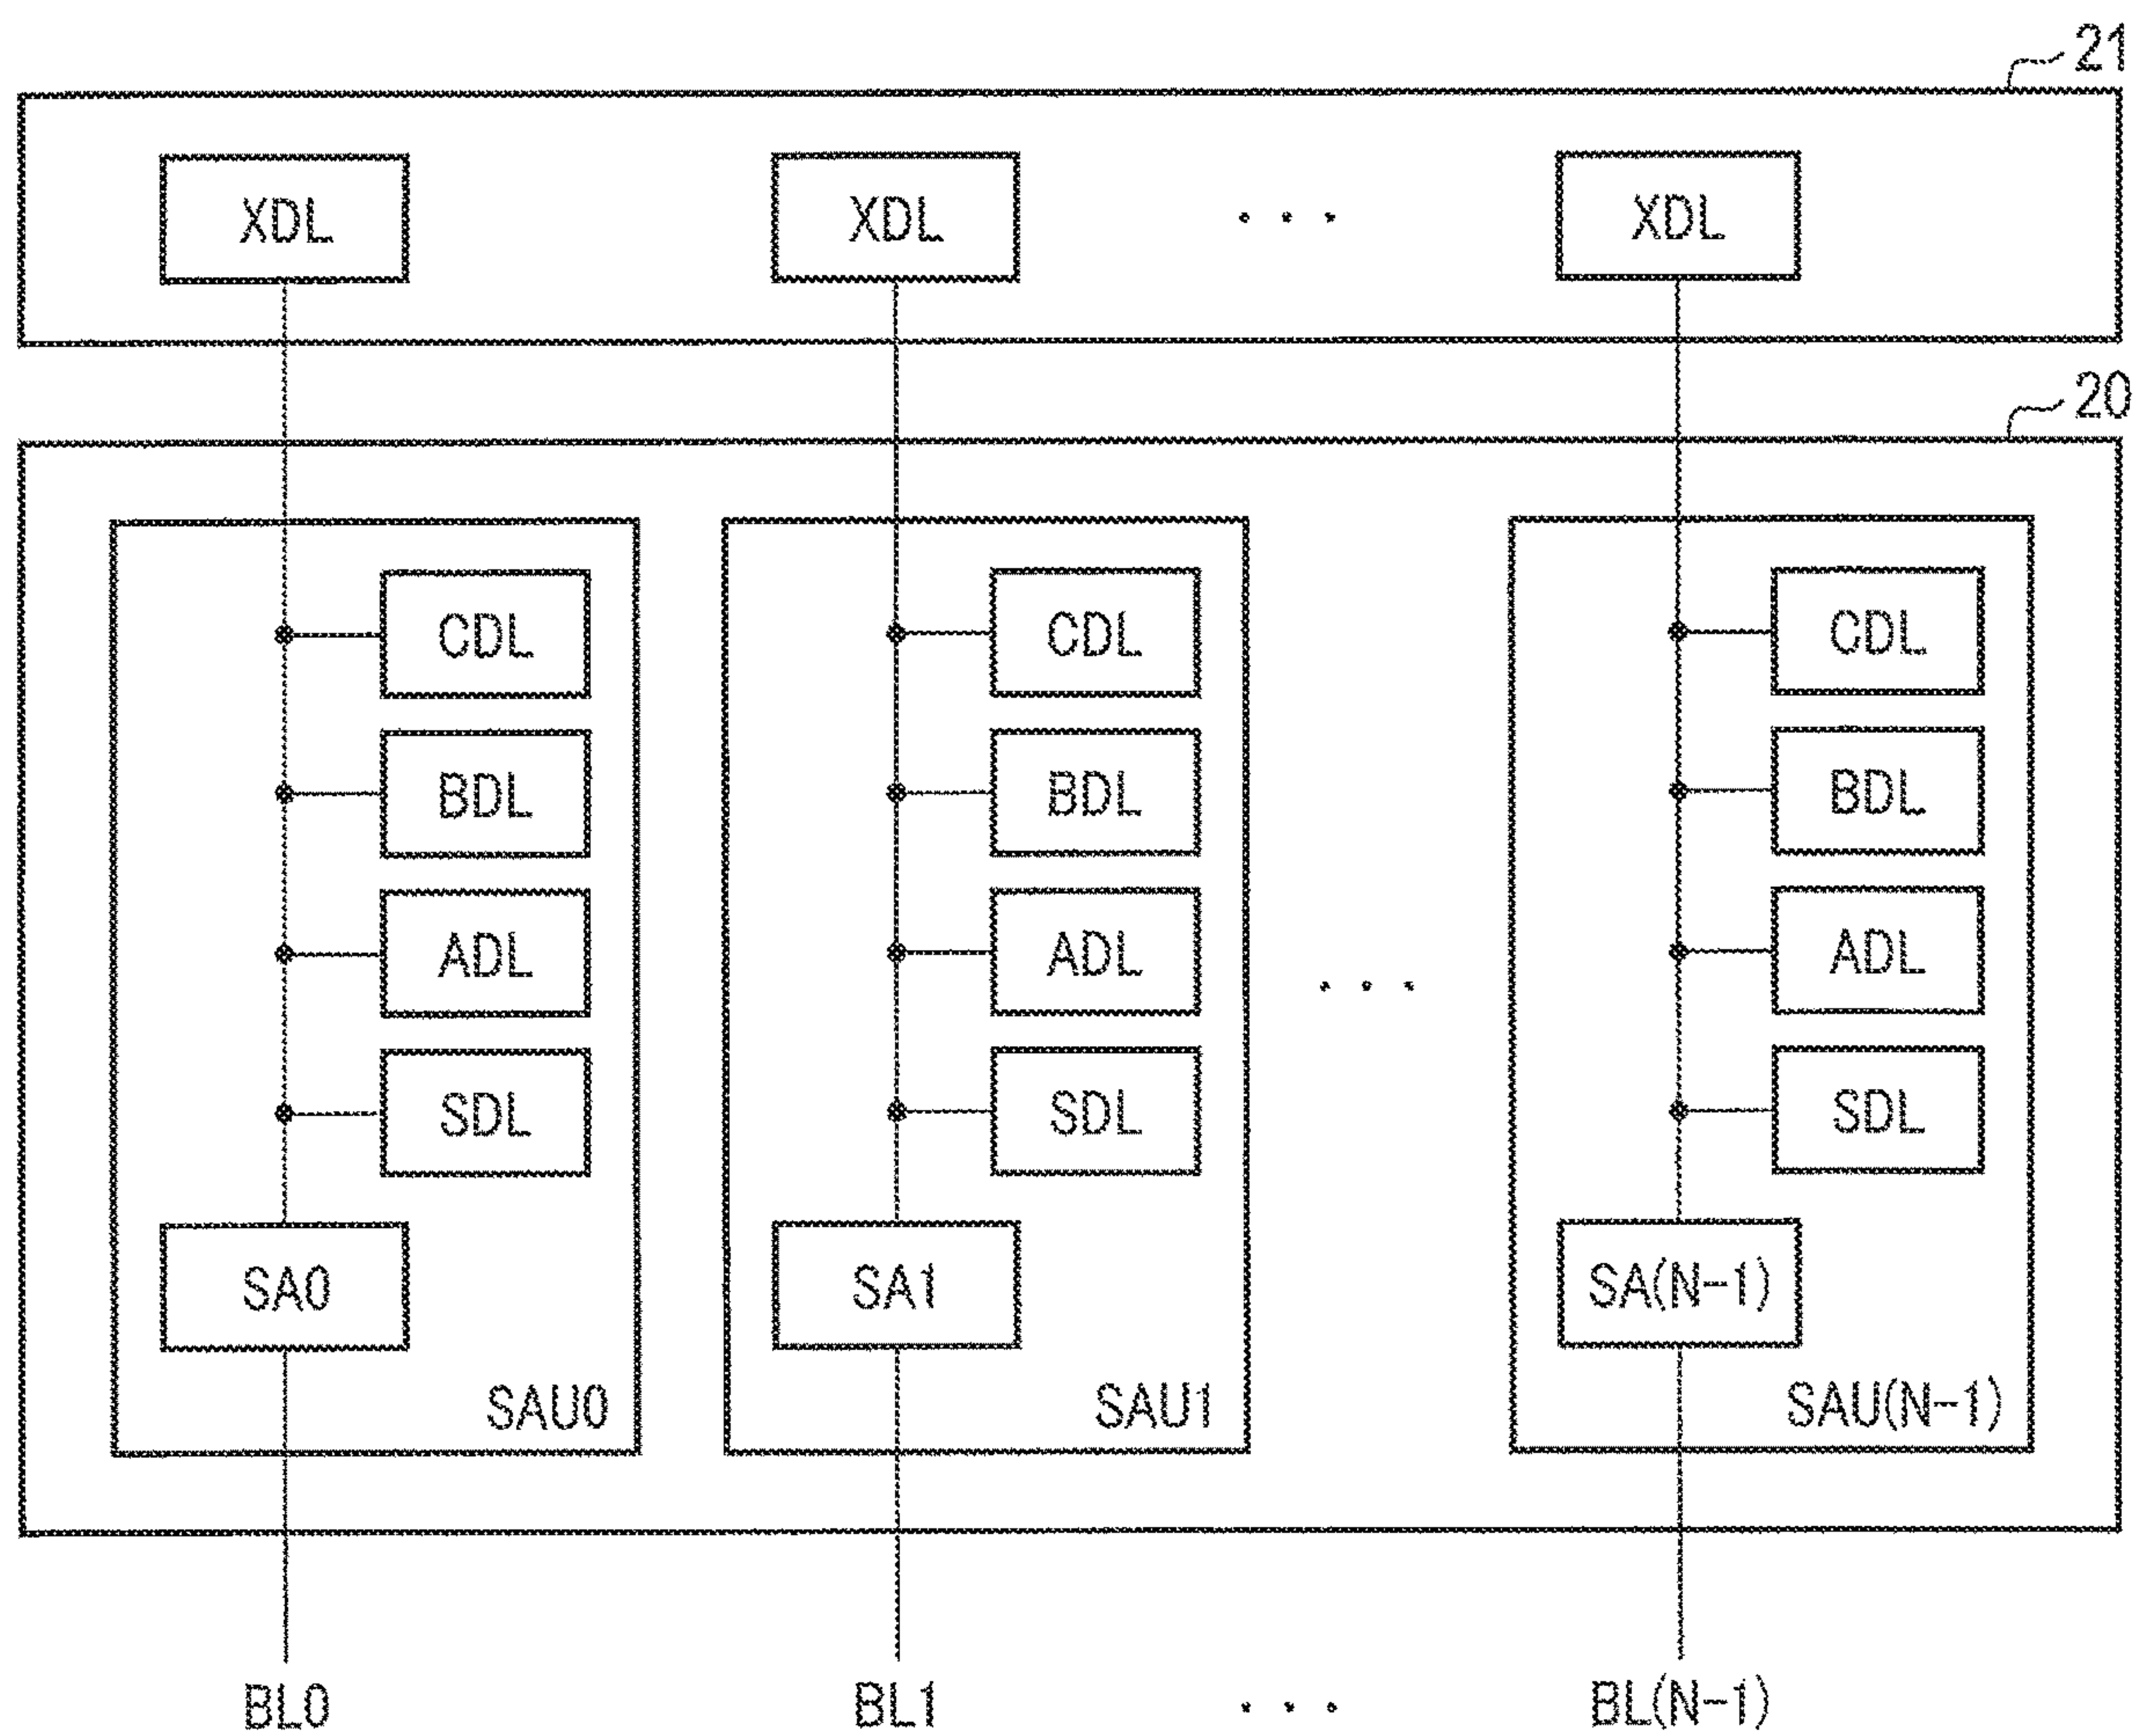 21
XDL XDL ... XDL
20
CDL CDL CDL
BDL BDL BDL
ADL ADL ADL
...
SDL SDL SDL
SA0 SA1 SA(N-1)
SAU0 SAU1 SAU(N-1)
BL0 BL1 ... BL(N-1)